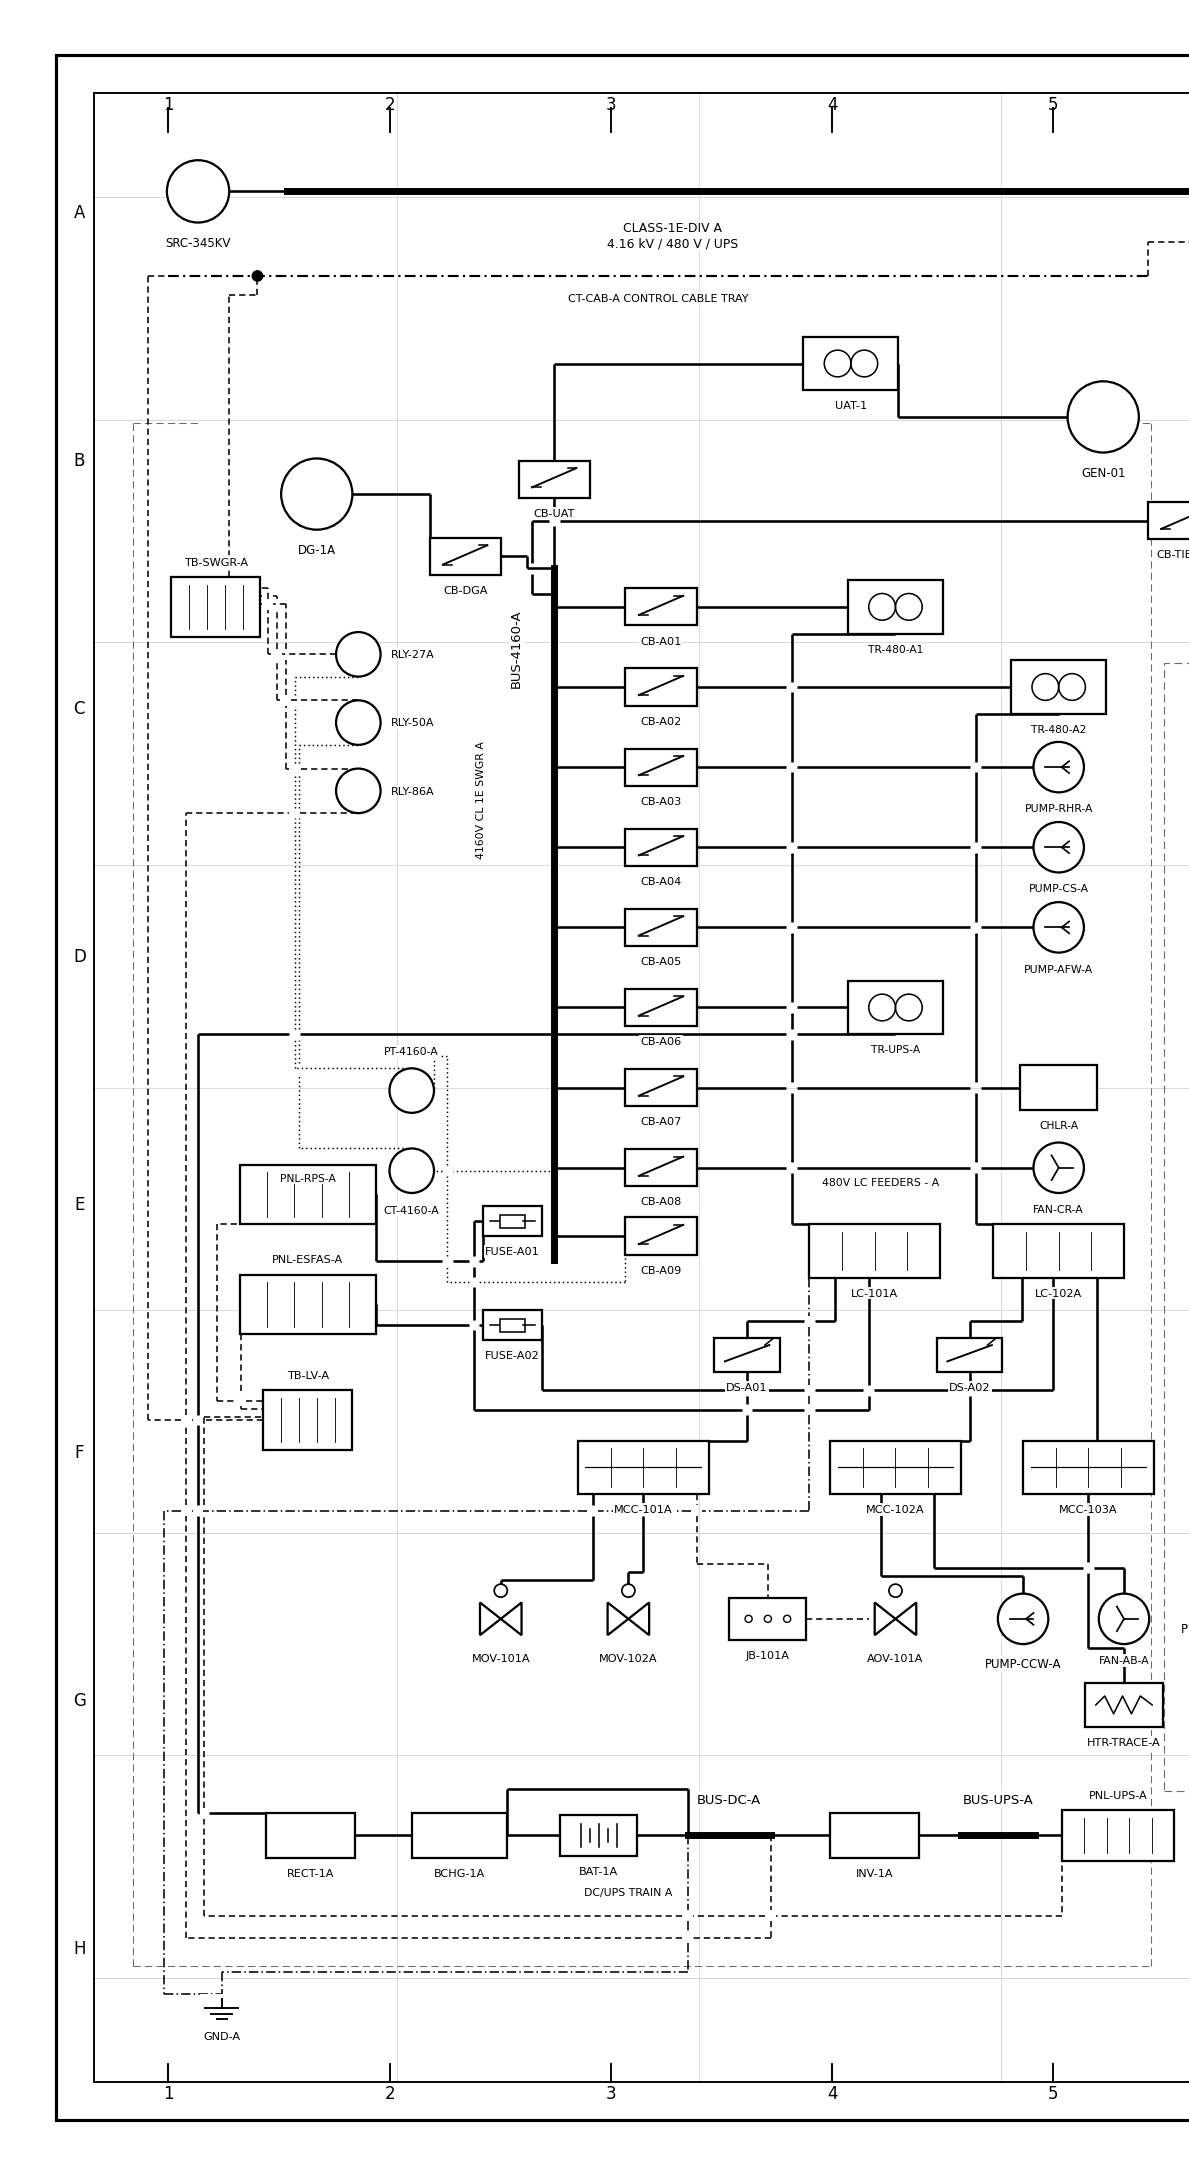 1 2 3 4 5
A
SRC-345KV
CLASS-1E-DIV A
4.16 kV / 480 V / UPS
CT-CAB-A CONTROL CABLE TRAY
UAT-1
B
GEN-01
CB-UAT
DG-1A
CB-TIE
TB-SWGR-A
CB-DGA
BUS-4160-A
CB-A01
TR-480-A1
RLY-27A
C
RLY-50A
CB-A02
TR-480-A2
4160V CL 1E SWGR A
RLY-86A
CB-A03
PUMP-RHR-A
CB-A04
PUMP-CS-A
D
CB-A05
PUMP-AFW-A
CB-A06
TR-UPS-A
PT-4160-A
CB-A07
CHLR-A
PNL-RPS-A
480V LC FEEDERS - A
E
CB-A08
CT-4160-A
FAN-CR-A
FUSE-A01
PNL-ESFAS-A
CB-A09
LC-101A
LC-102A
FUSE-A02
TB-LV-A
DS-A01
DS-A02
F
MCC-101A
MCC-102A
MCC-103A
P
MOV-101A
MOV-102A
JB-101A
AOV-101A
PUMP-CCW-A
FAN-AB-A
G
HTR-TRACE-A
BUS-DC-A
BUS-UPS-A
PNL-UPS-A
RECT-1A
BCHG-1A
BAT-1A
INV-1A
DC/UPS TRAIN A
H
GND-A
1 2 3 4 5